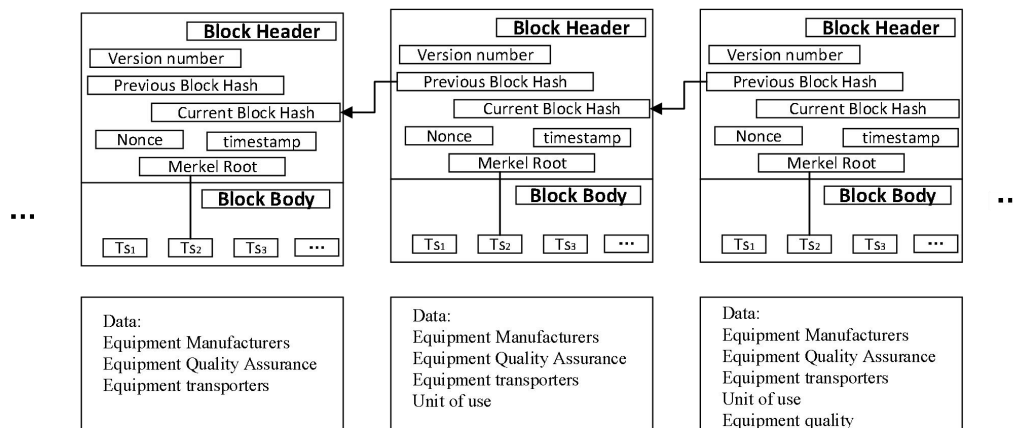 Block Header
Version number
Previous Block Hash
Current Block Hash
Nonce timestamp
Merkel Root
Block Body
Ts1 Ts2 Ts3 ...
Block Header
Version number
Previous Block Hash
Current Block Hash
Nonce timestamp
Merkel Root
Block Body
Ts1 Ts2 Ts3 ...
Block Header
Version number
Previous Block Hash
Current Block Hash
Nonce timestamp
Merkel Root
Block Body
Ts1 Ts2 Ts3 ...
...
..
Data:
Equipment Manufacturers
Equipment Quality Assurance
Equipment transporters
Data:
Equipment Manufacturers
Equipment Quality Assurance
Equipment transporters
Unit of use
Data:
Equipment Manufacturers
Equipment Quality Assurance
Equipment transporters
Unit of use
Equipment quality